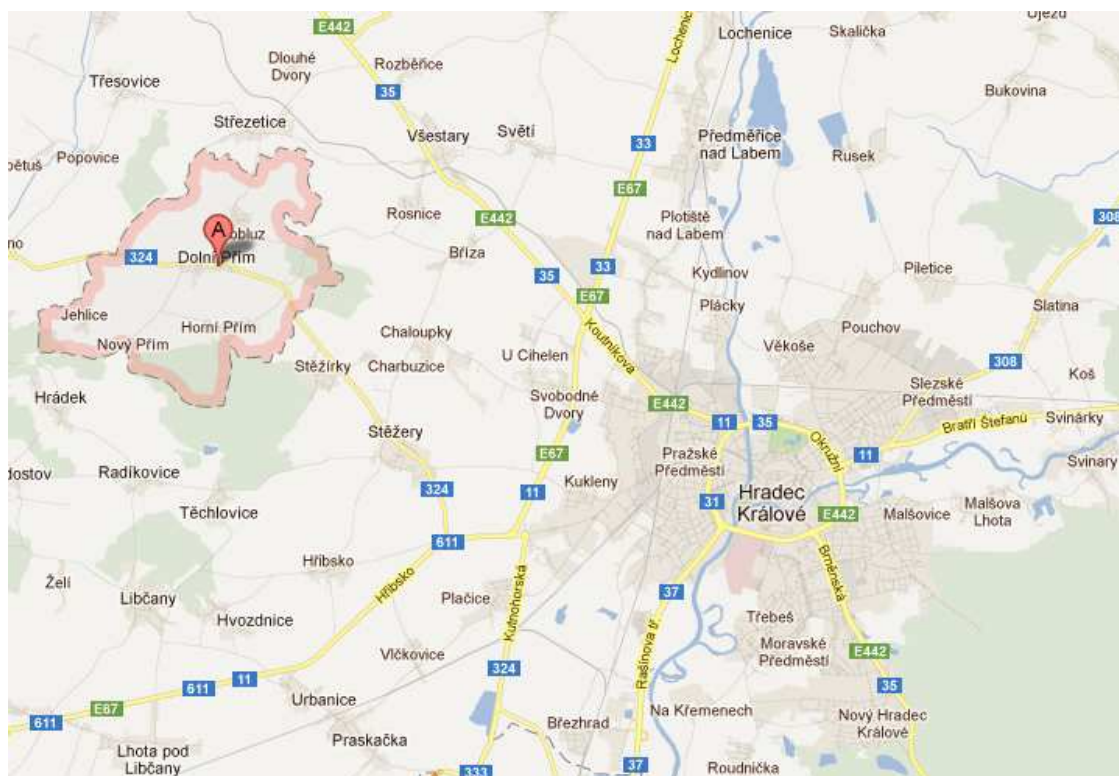 E442
Lochenice
Skalička
Újezd
Dlouhé
Dvory
Rozběřice
Lochenice
Třesovice
35
Bukovina
Střezetice
Všestary
Světí
33
Předměřice
nad Labem
Rusek
Popovice
E67
A
Rosnice
E442
Plotiště
nad Labem
308
324
Dolní Přím
Bříza
35
33
Kydlinov
Piletice
E67
Jehlice
Horní Přím
Chaloupky
Koutníkova
Plácky
Pouchov
Slatina
Nový Přím
U Cihelen
Věkoše
Stěžírky
Charbuzice
308
Koš
Hrádek
Svobodné
Dvory
E442
Slezské
Předměstí
Stěžery
11
35
Bratří Štefanů
Svinárky
E67
Okružní
11
Radíkovice
Pražské
Předměstí
Svinary
324
11
Kukleny
31
Hradec
Králové
Těchlovice
E442
Malšovice
Malšova
Lhota
611
Hřibsko
Brněnská
Želí
Hřibsko
37
Libčany
Plačice
Kutnohorská
Třebeš
Hvozdnice
Moravské
Předměstí
E442
Vlčkovice
324
Rašínova tř.
611
11
35
Urbanice
E67
611
Březhrad
Na Křemenech
Nový Hradec
Králové
Praskačka
Lhota pod
Libčany
333
37
Roudnička